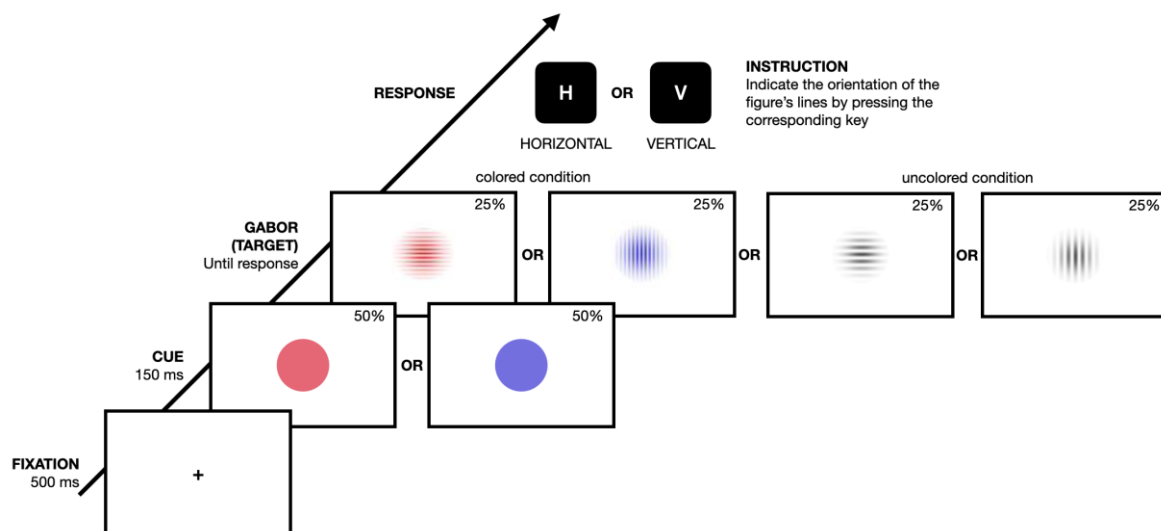 RESPONSE
H
OR
V
HORIZONTAL
VERTICAL
INSTRUCTION
Indicate the orientation of the
figure's lines by pressing the
corresponding key
colored condition
uncolored condition
GABOR
(TARGET)
Until response
25%
OR
25%
OR
25%
OR
25%
CUE
150 ms
50%
OR
50%
FIXATION
500 ms
+